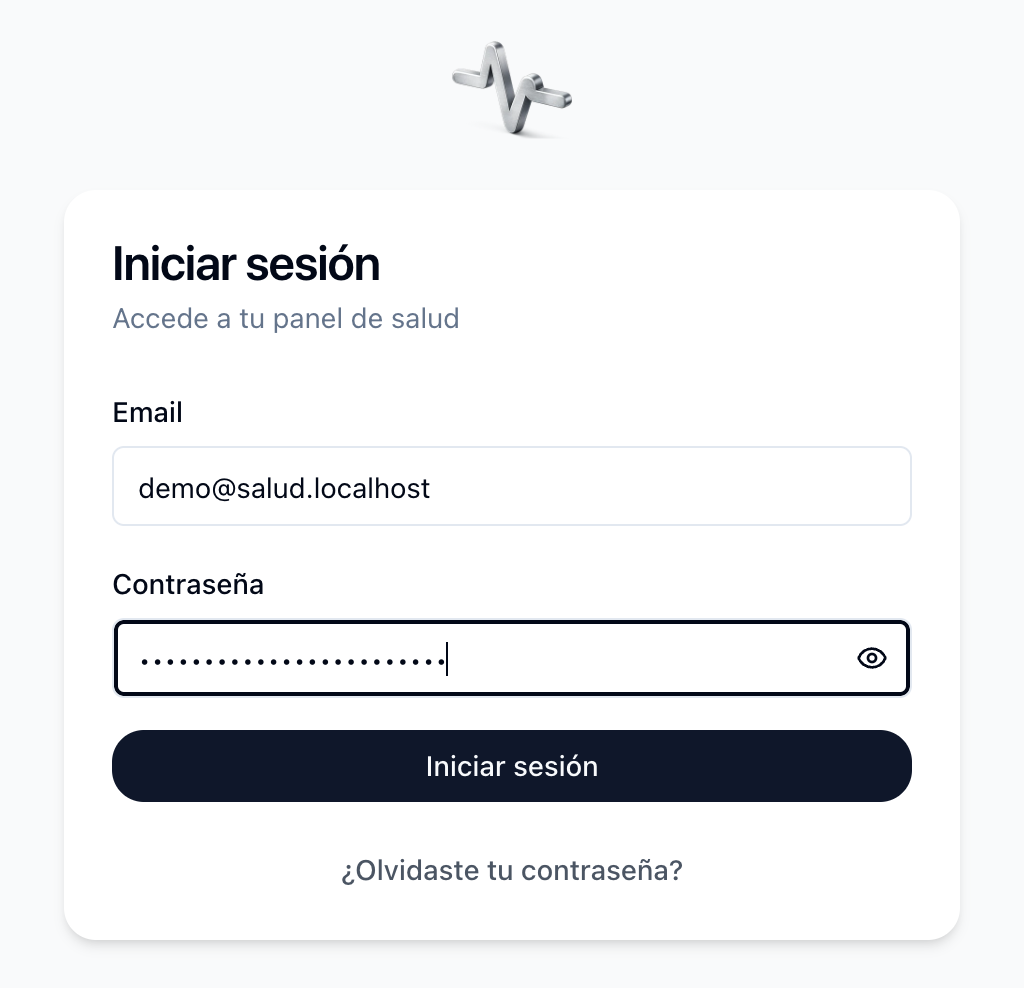 Iniciar sesión
Accede a tu panel de salud
Email
demo@salud.localhost
Contraseña
Iniciar sesión
¿Olvidaste tu contraseña?